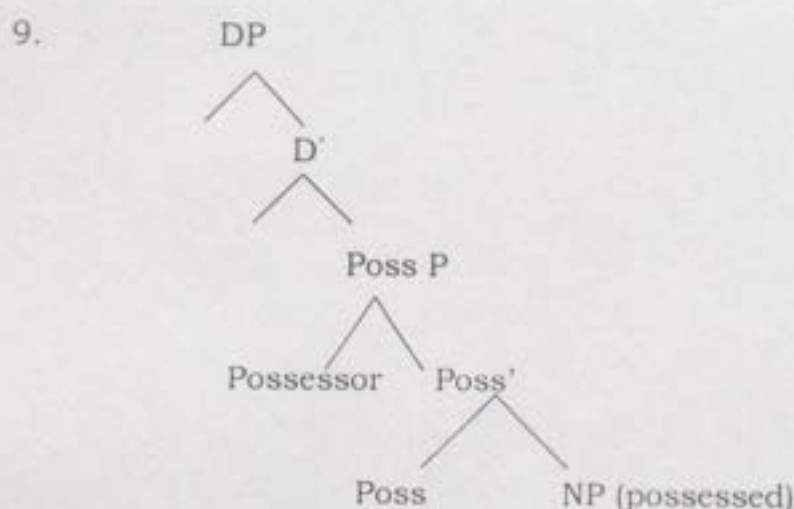 9. DP
D'
Poss P
Possessor Poss'
Poss NP (possessed)